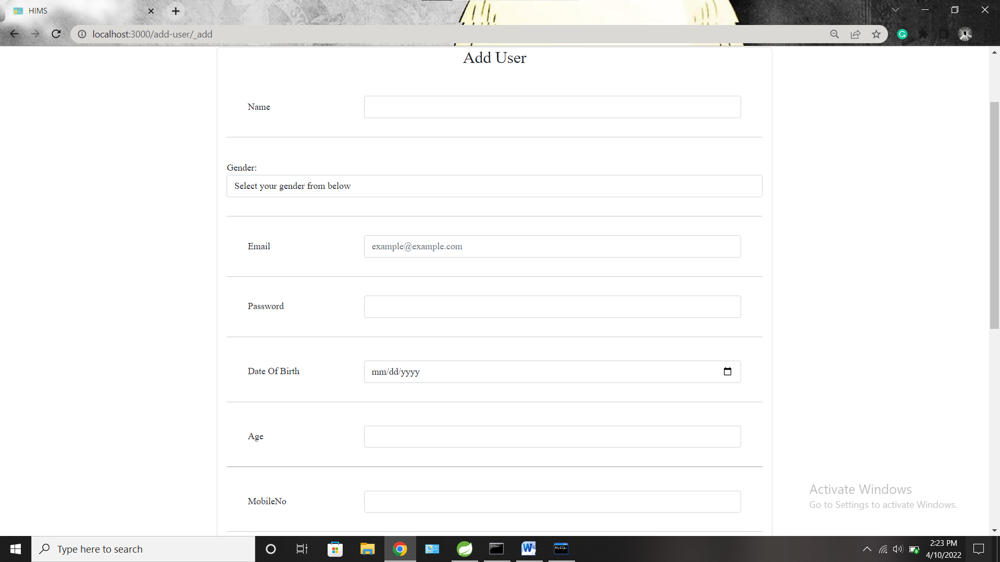 HIMS
localhost:3000/add-user/_add
Add User
Name
Gender:
Select your gender from below
Email
example@example.com
Password
Date Of Birth
mm/dd/yyyy
Age
MobileNo
Activate Windows
Go to Settings to activate Windows.
Type here to search
MySQL
2:23 PM
4/10/2022